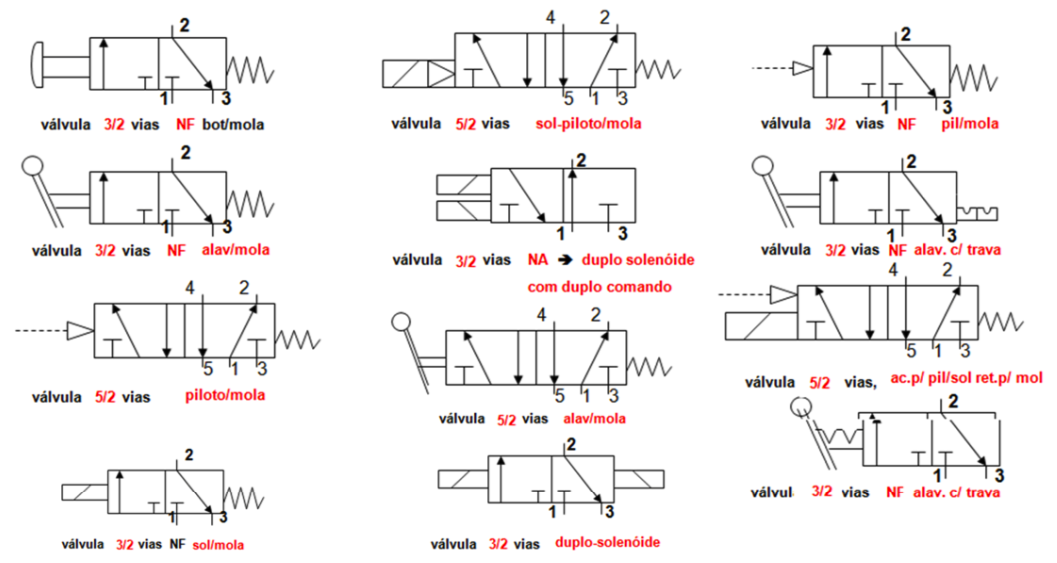 2
1
3
válvula 3/2 vias NF bot/mola
4 2
5 1 3
válvula 5/2 vias sol-piloto/mola
2
1 3
válvula 3/2 vias NF pil/mola
2
1 3
válvula 3/2 vias NF alav/mola
2
1 3
válvula 3/2 vias NA ➔ duplo solenóide
com duplo comando
2
1 3
válvula 3/2 vias NF alav. c/ trava
4 2
5 1 3
válvula 5/2 vias piloto/mola
4 2
5 1 3
válvula 5/2 vias alav/mola
4 2
5 1 3
válvula 5/2 vias, ac.p/ pil/sol ret.p/ mol
2
1 3
válvula 3/2 vias NF sol/mola
2
1 3
válvula 3/2 vias duplo-solenóide
2
1 3
válvul 3/2 vias NF alav. c/ trava